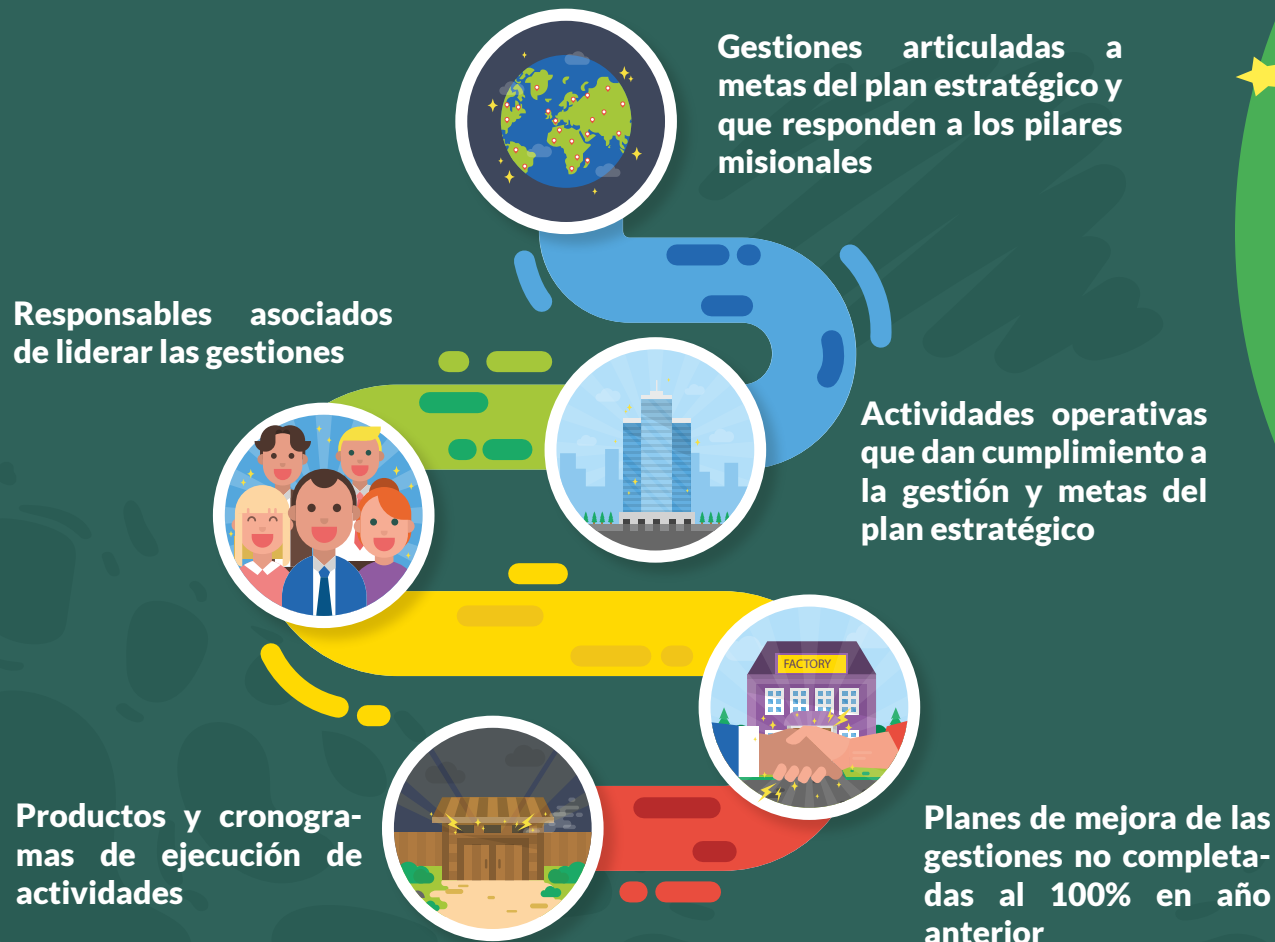 Gestiones articuladas a
metas del plan estratégico y
que responden a los pilares
misionales
Responsables asociados
de liderar las gestiones
Actividades operativas
que dan cumplimiento a
la gestión y metas del
plan estratégico
FACTORY
Productos y cronogra-
mas de ejecución de
actividades
Planes de mejora de las
gestiones no completa-
das al 100% en año
anterior